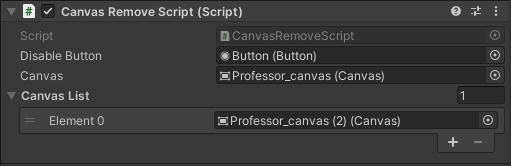 # Canvas Remove Script (Script)
Script # CanvasRemoveScript
Disable Button Button (Button)
Canvas Professor_canvas (Canvas)
Canvas List 1
Element 0 Professor_canvas (2) (Canvas)
+ −